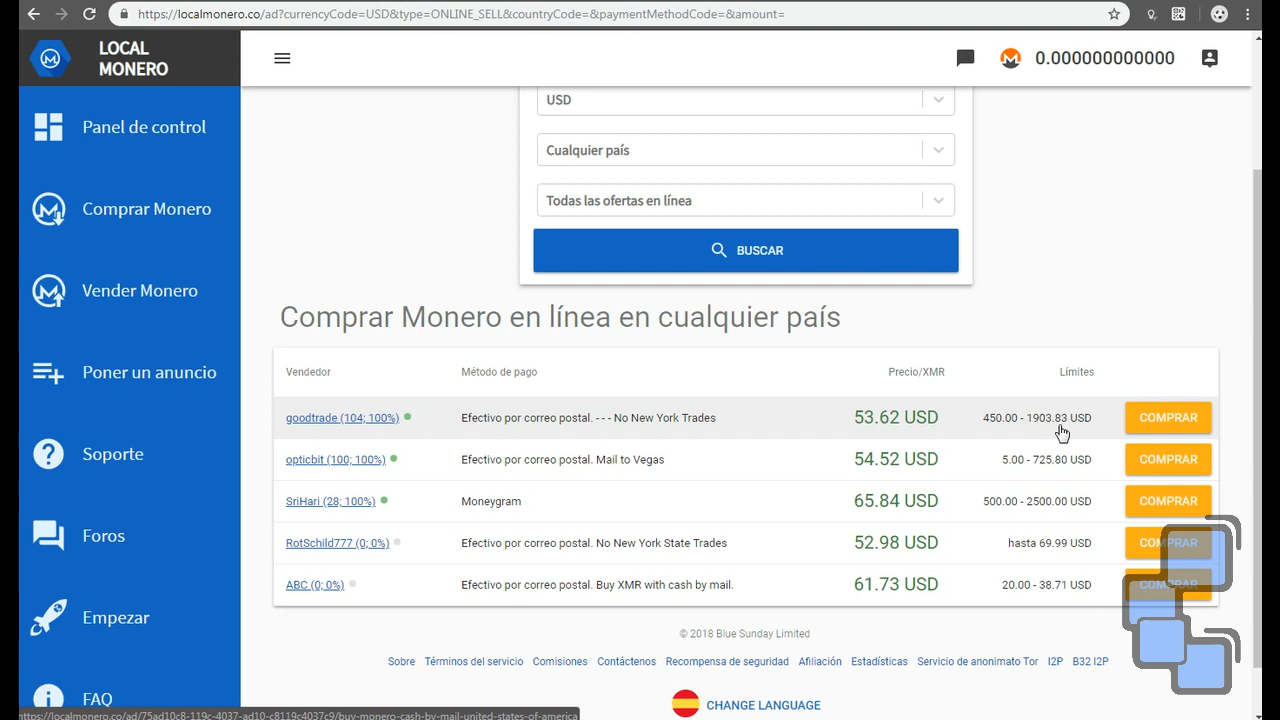 https://localmonero.co/ad?currencyCode=USD&type=ONLINE_SELL&countryCode=&paymentMethodCode=&amount=
LOCAL
MONERO
0.000000000000
Panel de control
Comprar Monero
Vender Monero
Poner un anuncio
Soporte
Foros
Empezar
FAQ
USD
Cualquier país
Todas las ofertas en línea
BUSCAR
Comprar Monero en línea en cualquier país
Vendedor Método de pago Precio/XMR Límites
goodtrade (104; 100%) Efectivo por correo postal. - - - No New York Trades 53.62 USD 450.00 - 1903.83 USD COMPRAR
opticbit (100; 100%) Efectivo por correo postal. Mail to Vegas 54.52 USD 5.00 - 725.80 USD COMPRAR
SriHari (28; 100%) Moneygram 65.84 USD 500.00 - 2500.00 USD COMPRAR
RotSchild777 (0; 0%) Efectivo por correo postal. No New York State Trades 52.98 USD hasta 69.99 USD COMPRAR
ABC (0; 0%) Efectivo por correo postal. Buy XMR with cash by mail. 61.73 USD 20.00 - 38.71 USD COMPRAR
© 2018 Blue Sunday Limited
Sobre Términos del servicio Comisiones Contáctenos Recompensa de seguridad Afiliación Estadísticas Servicio de anonimato Tor I2P B32 I2P
CHANGE LANGUAGE
https://localmonero.co/ad/75ad10c8-119c-4037-ad10-c8119c4037c9/buy-monero-cash-by-mail-united-states-of-america